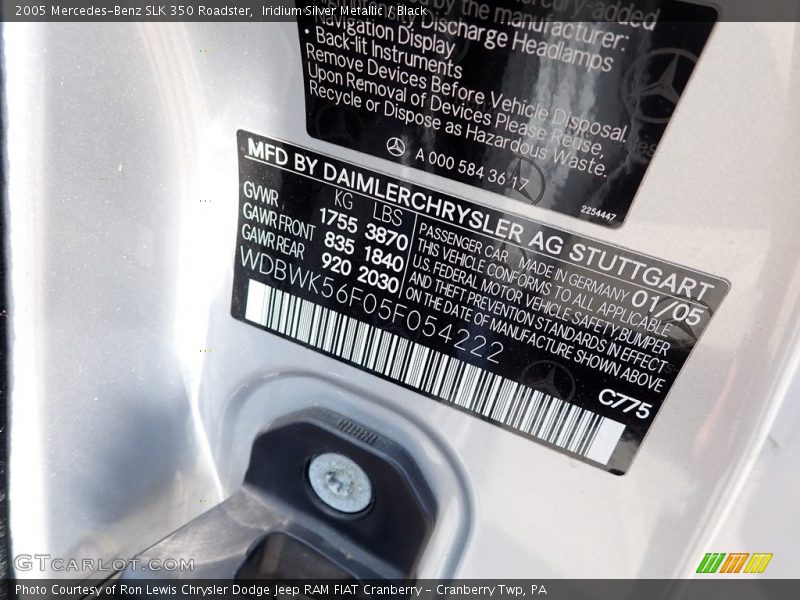 2005 Mercedes-Benz SLK 350 Roadster, Iridium Silver Metallic / Black
by the manufacturer:
Discharge Headlamps
Navigation Display
• Back-lit Instruments
Remove Devices Before Vehicle Disposal.
Upon Removal of Devices Please Reuse,
Recycle or Dispose as Hazardous Waste.
A 000 584 36 17
2254447
MFD BY DAIMLERCHRYSLER AG STUTTGART
KG LBS
GVWR 1755 3870
GAWR FRONT 835 1840
GAWR REAR 920 2030
WDBWK56F05F054222
PASSENGER CAR MADE IN GERMANY 01/05
THIS VEHICLE CONFORMS TO ALL APPLICABLE
U.S. FEDERAL MOTOR VEHICLE SAFETY, BUMPER
AND THEFT PREVENTION STANDARDS IN EFFECT
ON THE DATE OF MANUFACTURE SHOWN ABOVE
C775
GTCARLOT.COM
Photo Courtesy of Ron Lewis Chrysler Dodge Jeep RAM FIAT Cranberry - Cranberry Twp, PA